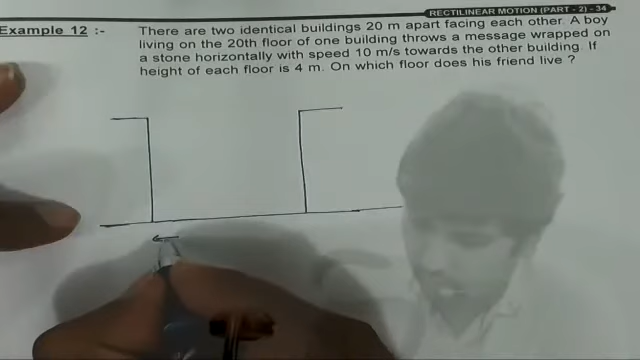 RECTILINEAR MOTION (PART - 2) - 34
Example 12 :- There are two identical buildings 20 m apart facing each other. A boy
living on the 20th floor of one building throws a message wrapped on
a stone horizontally with speed 10 m/s towards the other building. If
height of each floor is 4 m. On which floor does his friend live ?